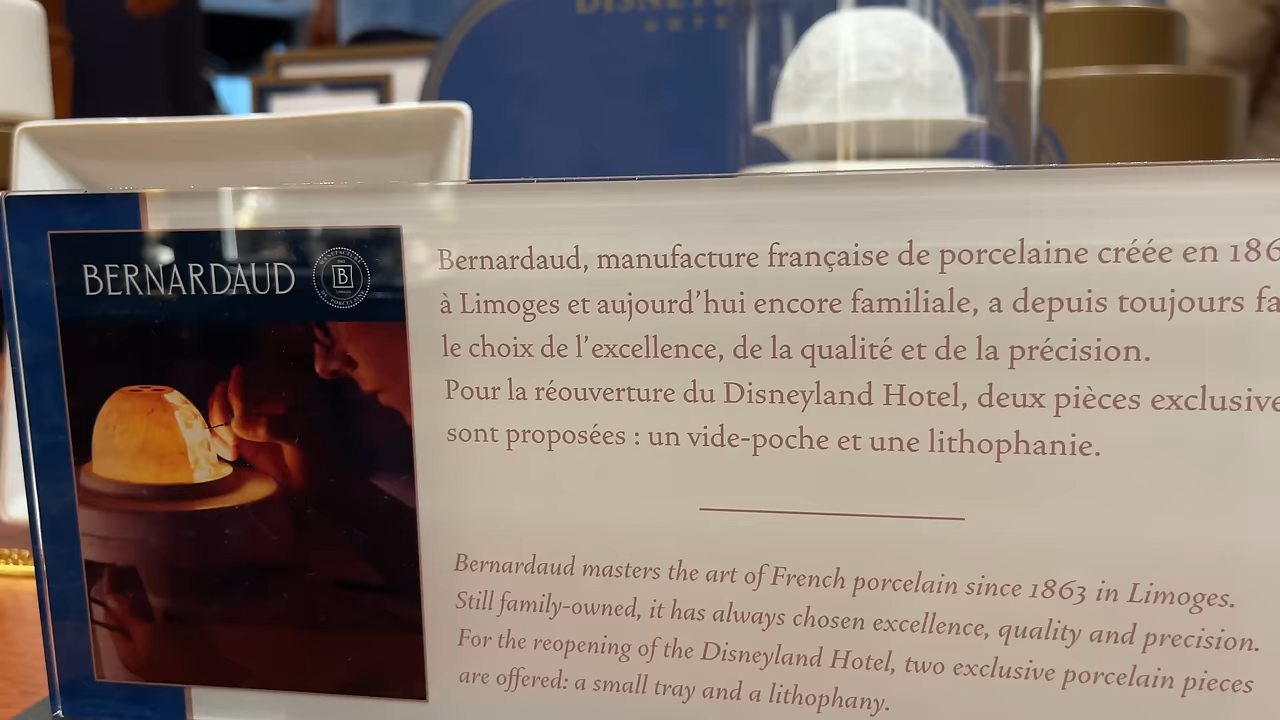 BERNARDAUD
B
Bernardaud, manufacture française de porcelaine créée en
à Limoges et aujourd'hui encore familiale, a depuis toujours
le choix de l'excellence, de la qualité et de la précision.
Pour la réouverture du Disneyland Hotel, deux pièces
sont proposées : un vide-poche et une lithophanie.
Bernardaud masters the art of French porcelain since 1863 in Limoges.
Still family-owned, it has always chosen excellence, quality and precision.
For the reopening of the Disneyland Hotel, two exclusive porcelain pieces
are offered: a small tray and a lithophany.